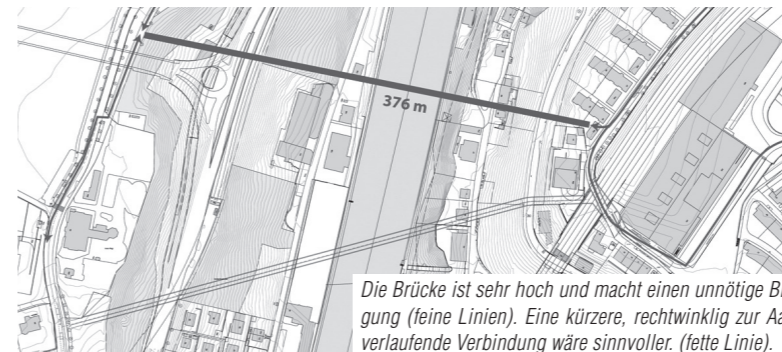 376 m
Die Brücke ist sehr hoch und macht einen unnötige
gung (feine Linien). Eine kürzere, rechtwinklig zur
verlaufende Verbindung wäre sinnvoller. (fette Linie).